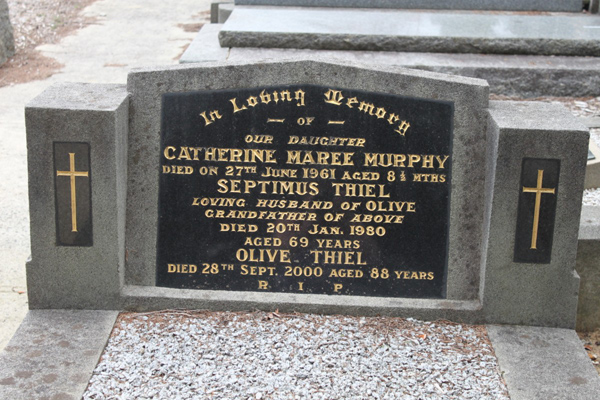 In Loving Memory
- OF -
OUR DAUGHTER
CATHERINE MAREE MURPHY
DIED ON 27TH JUNE 1961 AGED 8½ MTHS
SEPTIMUS THIEL
LOVING HUSBAND OF OLIVE
GRANDFATHER OF ABOVE
DIED 20TH JAN. 1980
AGED 69 YEARS
OLIVE THIEL
DIED 28TH SEPT. 2000 AGED 88 YEARS
R I P